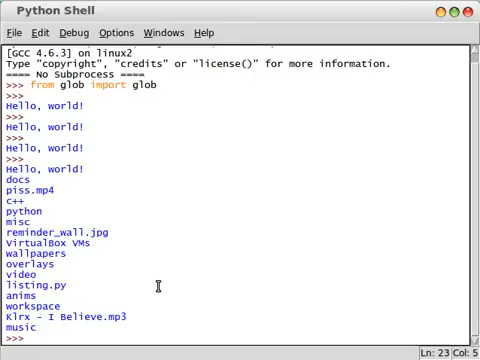 Python Shell
File Edit Debug Options Windows Help
[GCC 4.6.3] on linux2
Type "copyright", "credits" or "license()" for more information.
==== No Subprocess ====
>>> from glob import glob
>>>
Hello, world!
>>>
Hello, world!
>>>
Hello, world!
>>>
Hello, world!
docs
piss.mp4
c++
python
misc
reminder_wall.jpg
VirtualBox VMs
wallpapers
overlays
video
listing.py
anims
workspace
Klrx - I Believe.mp3
music
>>>
Ln: 23 Col: 5